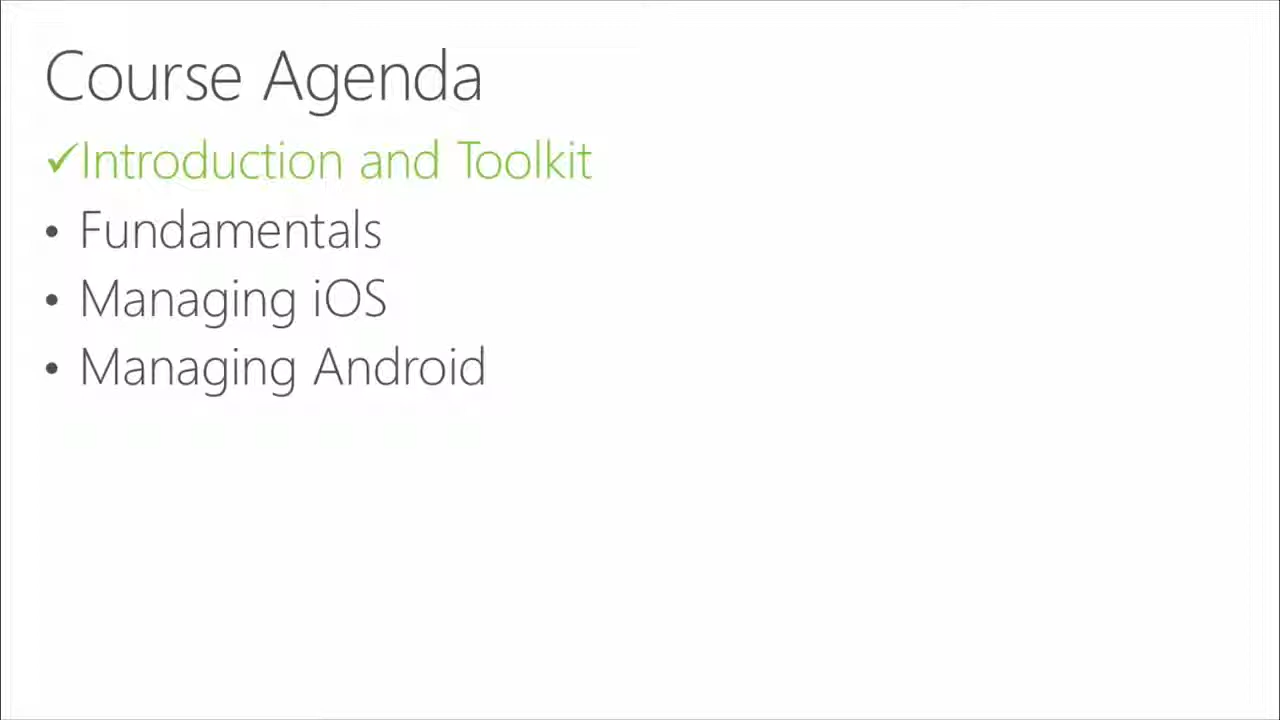 Course Agenda
✓Introduction and Toolkit
• Fundamentals
• Managing iOS
• Managing Android